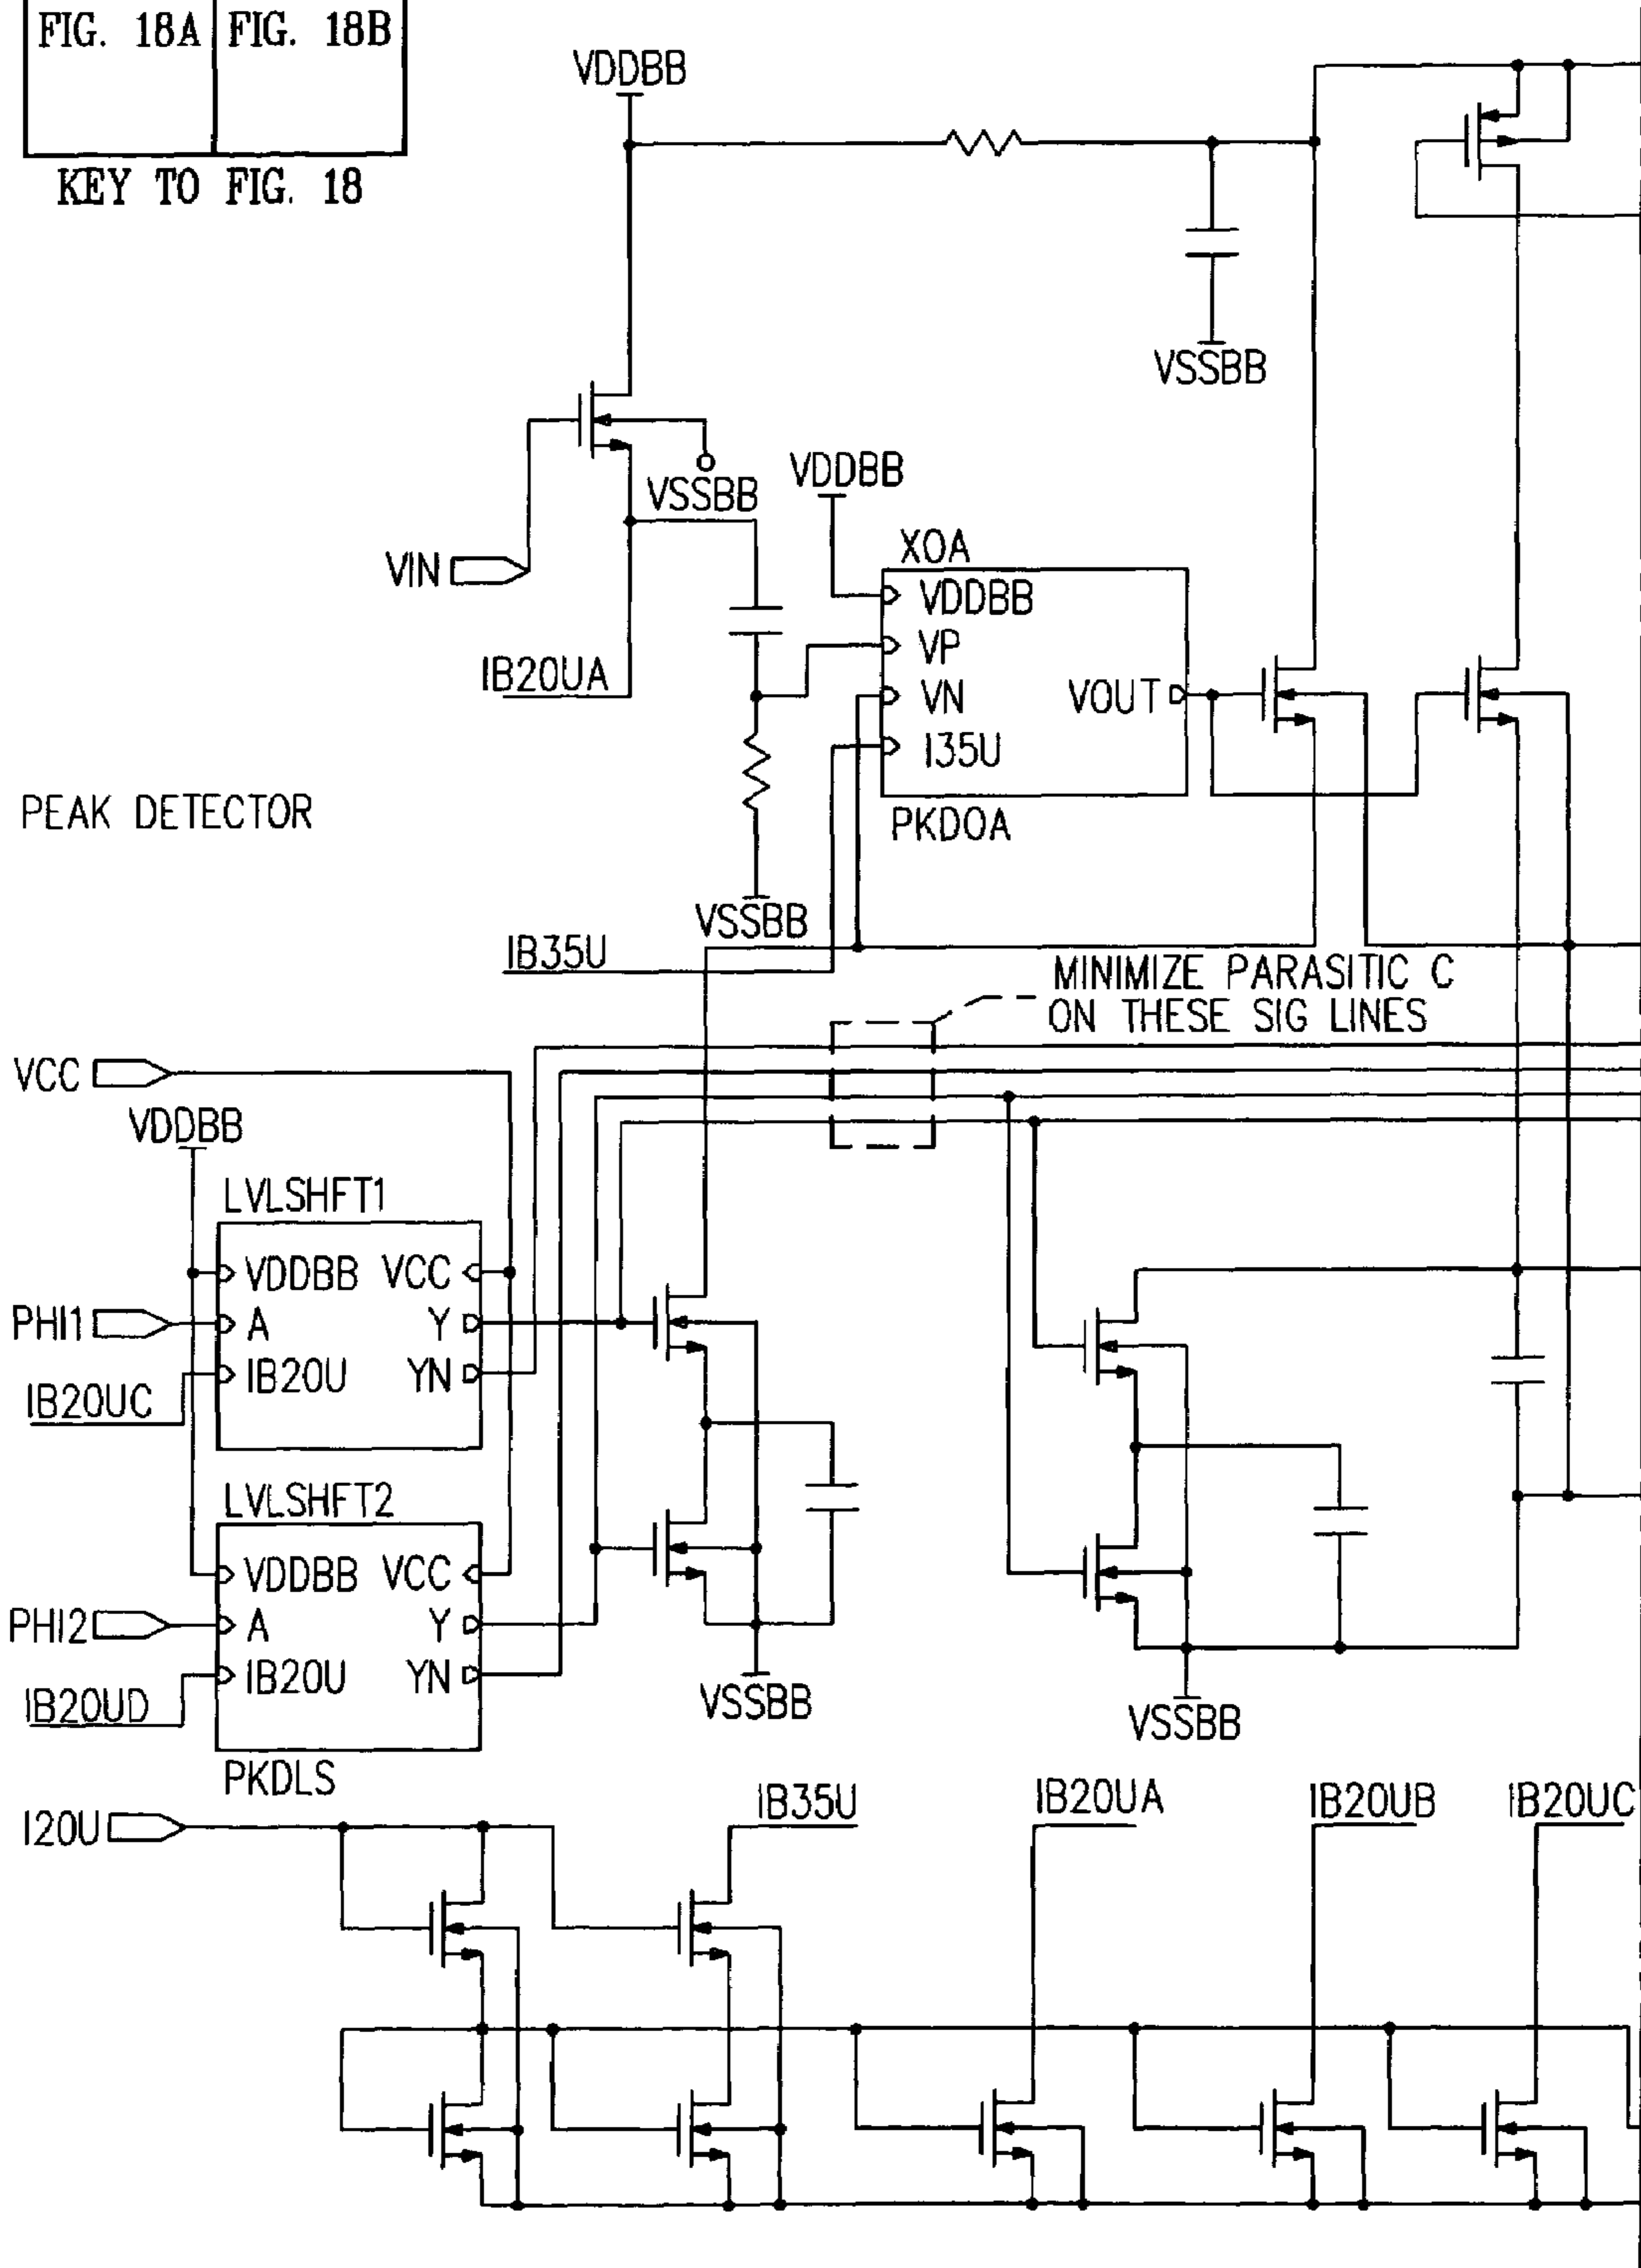 FIG. 18A FIG. 18B
KEY TO FIG. 18
VDDBB
VSSBB
VSSBB
VDDBB
VIN
XOA
VDDBB
VP
VN
I35U
VOUT
PKDOA
IB20UA
PEAK DETECTOR
VSSBB
IB35U
MINIMIZE PARASITIC C
ON THESE SIG LINES
VCC
VDDBB
LVLSHFT1
VDDBB VCC
PHI1 A Y
IB20U YN
IB20UC
LVLSHFT2
VDDBB VCC
PHI2 A Y
IB20U YN
IB20UD
PKDLS
VSSBB
VSSBB
I20U
IB35U
IB20UA
IB20UB
IB20UC